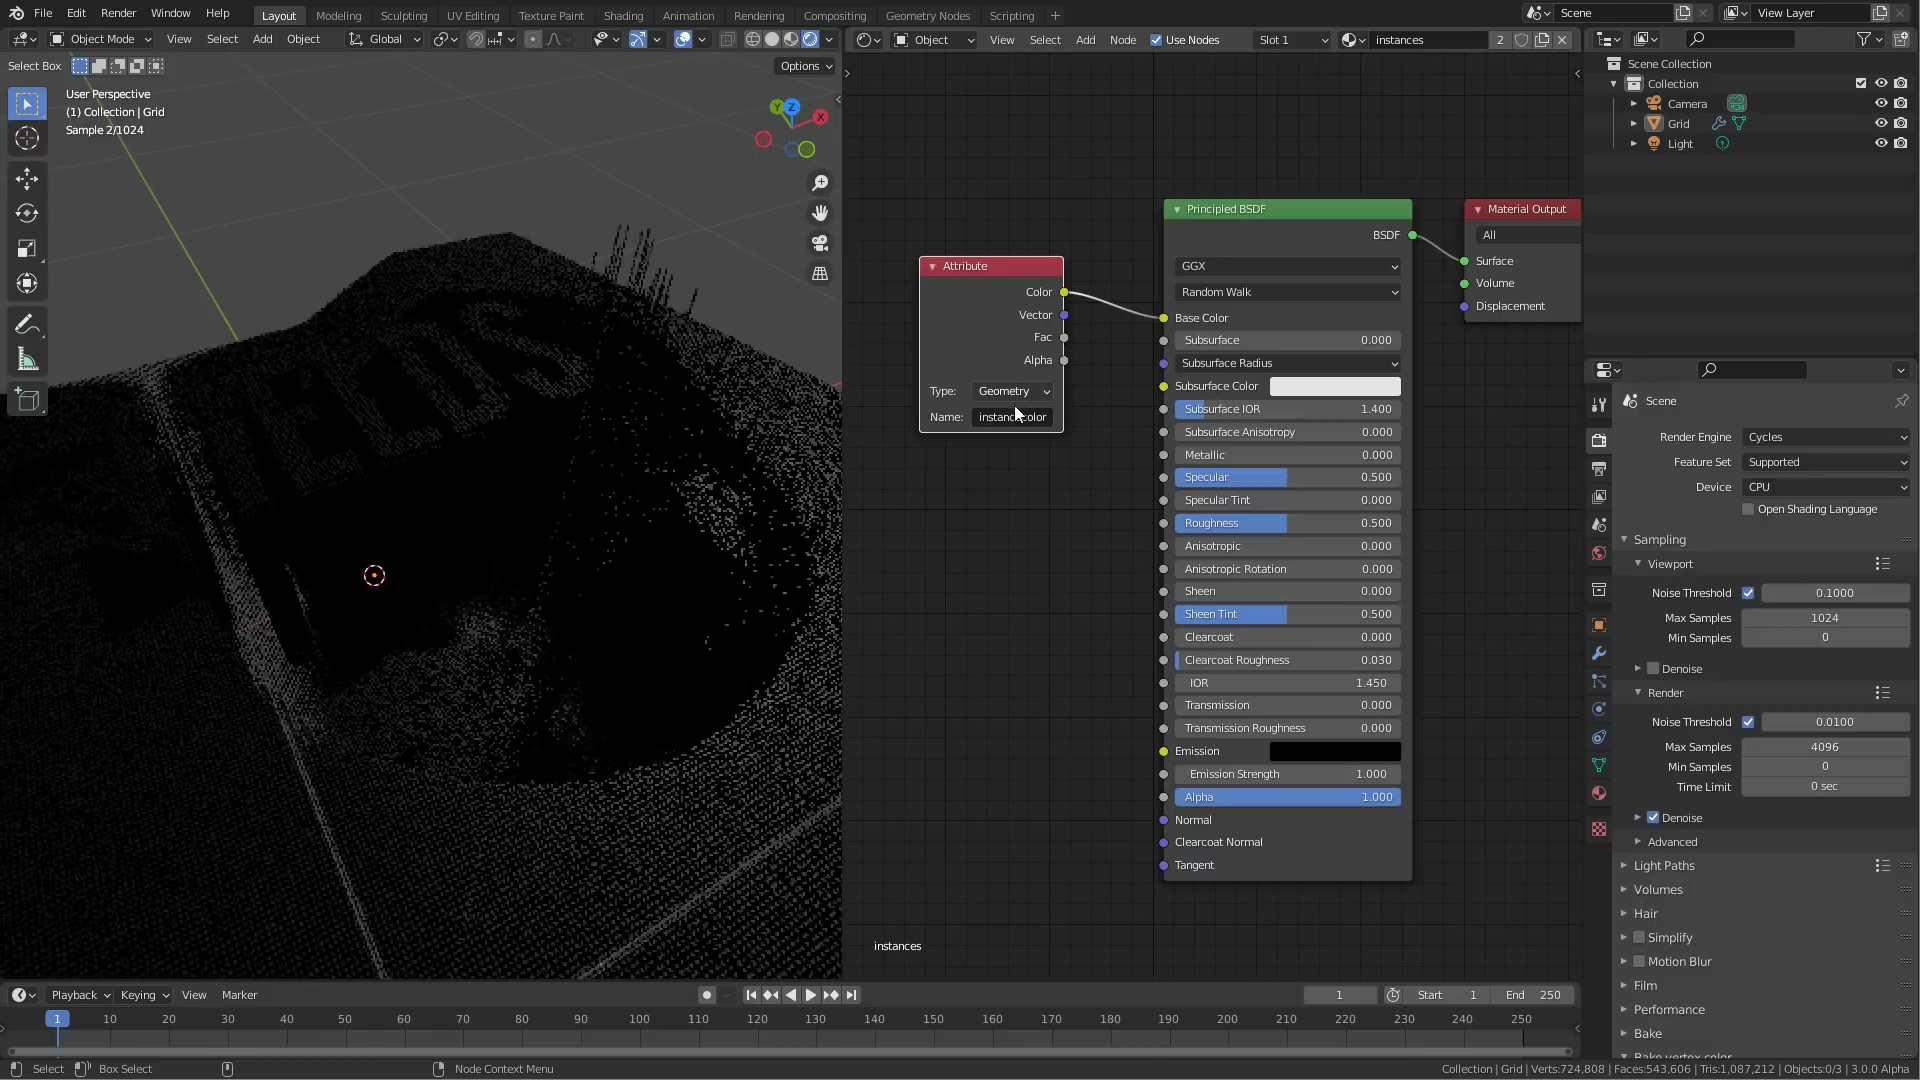 File Edit Render Window Help Layout Modeling Sculpting UV Editing Texture Paint Shading Animation Rendering Compositing Geometry Nodes Scripting + Scene View Layer
Object Mode View Select Add Object Global Object View Select Add Node Use Nodes Slot 1 instances 2
Select Box Options
User Perspective
(1) Collection | Grid
Sample 2/1024
Y Z X
Scene Collection
Collection
Camera
Grid
Light
Attribute
Color
Vector
Fac
Alpha
Type: Geometry
Name:
Principled BSDF
BSDF
GGX
Random Walk
Base Color
Subsurface 0.000
Subsurface Radius
Subsurface Color
Subsurface IOR 1.400
Subsurface Anisotropy 0.000
Metallic 0.000
Specular 0.500
Specular Tint 0.000
Roughness 0.500
Anisotropic 0.000
Anisotropic Rotation 0.000
Sheen 0.000
Sheen Tint 0.500
Clearcoat 0.000
Clearcoat Roughness 0.030
IOR 1.450
Transmission 0.000
Transmission Roughness 0.000
Emission
Emission Strength 1.000
Alpha 1.000
Normal
Clearcoat Normal
Tangent
Material Output
All
Surface
Volume
Displacement
instances
Scene
Render Engine Cycles
Feature Set Supported
Device CPU
Open Shading Language
Sampling
Viewport
Noise Threshold 0.1000
Max Samples 1024
Min Samples 0
Denoise
Render
Noise Threshold 0.0100
Max Samples 4096
Min Samples 0
Time Limit 0 sec
Denoise
Advanced
Light Paths
Volumes
Hair
Simplify
Motion Blur
Film
Performance
Bake
Bake vertex color
Playback Keying View Marker 1 Start 1 End 250
1 10 20 30 40 50 60 70 80 90 100 110 120 130 140 150 160 170 180 190 200 210 220 230 240 250
Select Box Select Node Context Menu Collection | Grid | Verts:724,808 | Faces:543,606 | Tris:1,087,212 | Objects:0/3 | 3.0.0 Alpha